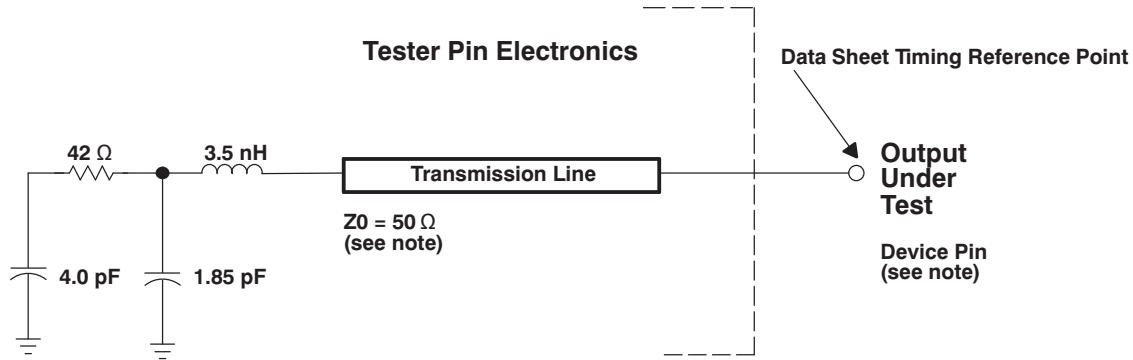 Tester Pin Electronics
Data Sheet Timing Reference Point
42 Ω
3.5 nH
Transmission Line
Output
Under
Test
Z0 = 50 Ω
(see note)
Device Pin
(see note)
4.0 pF
1.85 pF